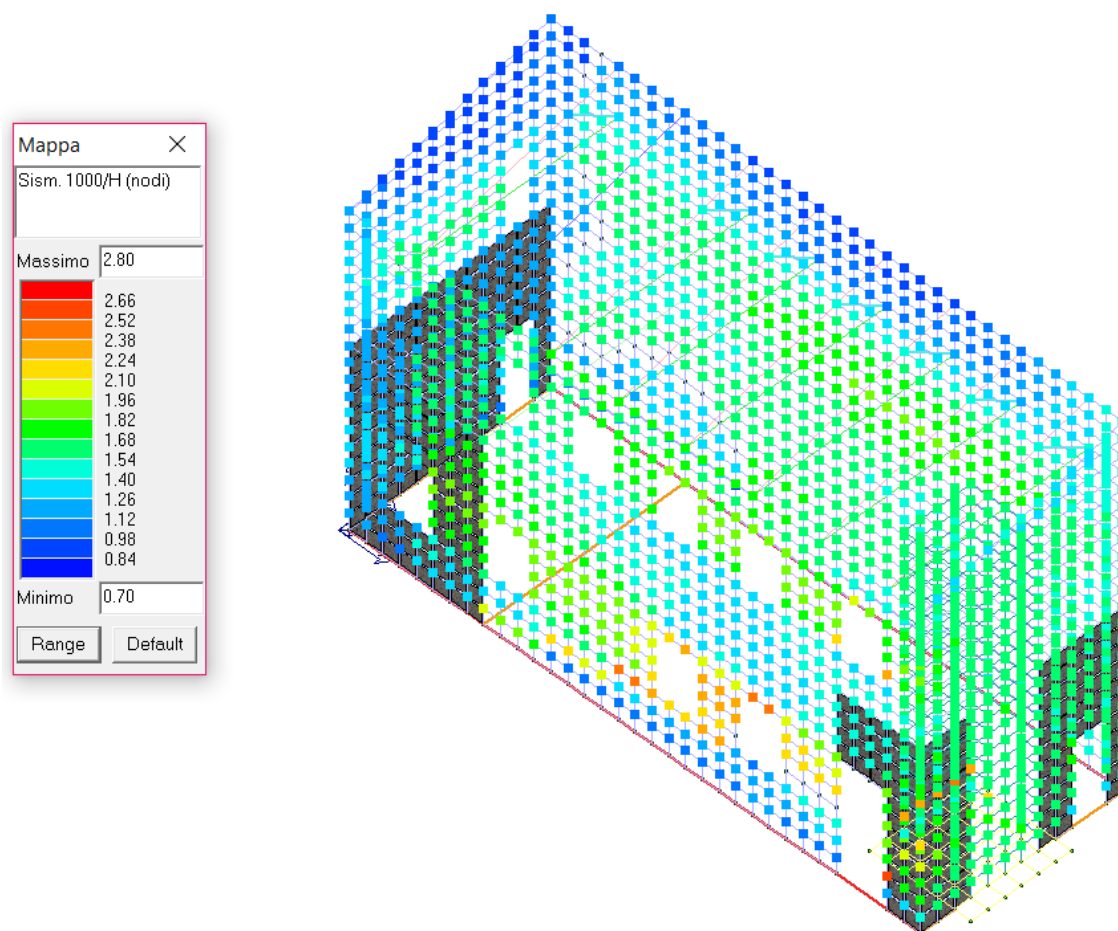 Mappa
Sism. 1000/H (nodi)
Massimo 2.80
2.66
2.52
2.38
2.24
2.10
1.96
1.82
1.68
1.54
1.40
1.26
1.12
0.98
0.84
Minimo 0.70
Range Default